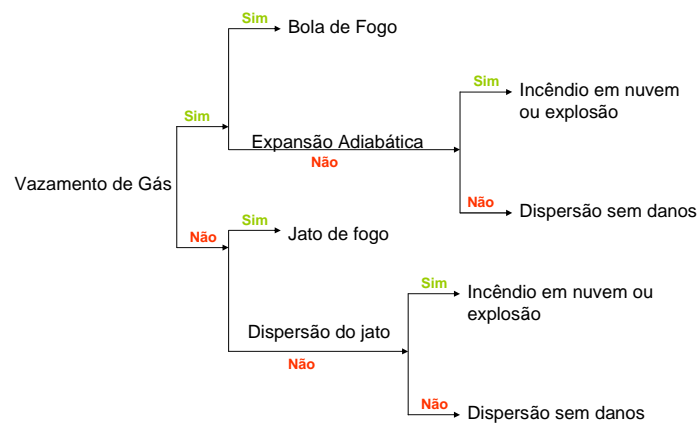 Sim
Bola de Fogo
Sim
Incêndio em nuvem
ou explosão
Sim
Expansão Adiabática
Não
Vazamento de Gás
Não
Dispersão sem danos
Sim
Não
Jato de fogo
Sim
Incêndio em nuvem ou
explosão
Dispersão do jato
Não
Não
Dispersão sem danos